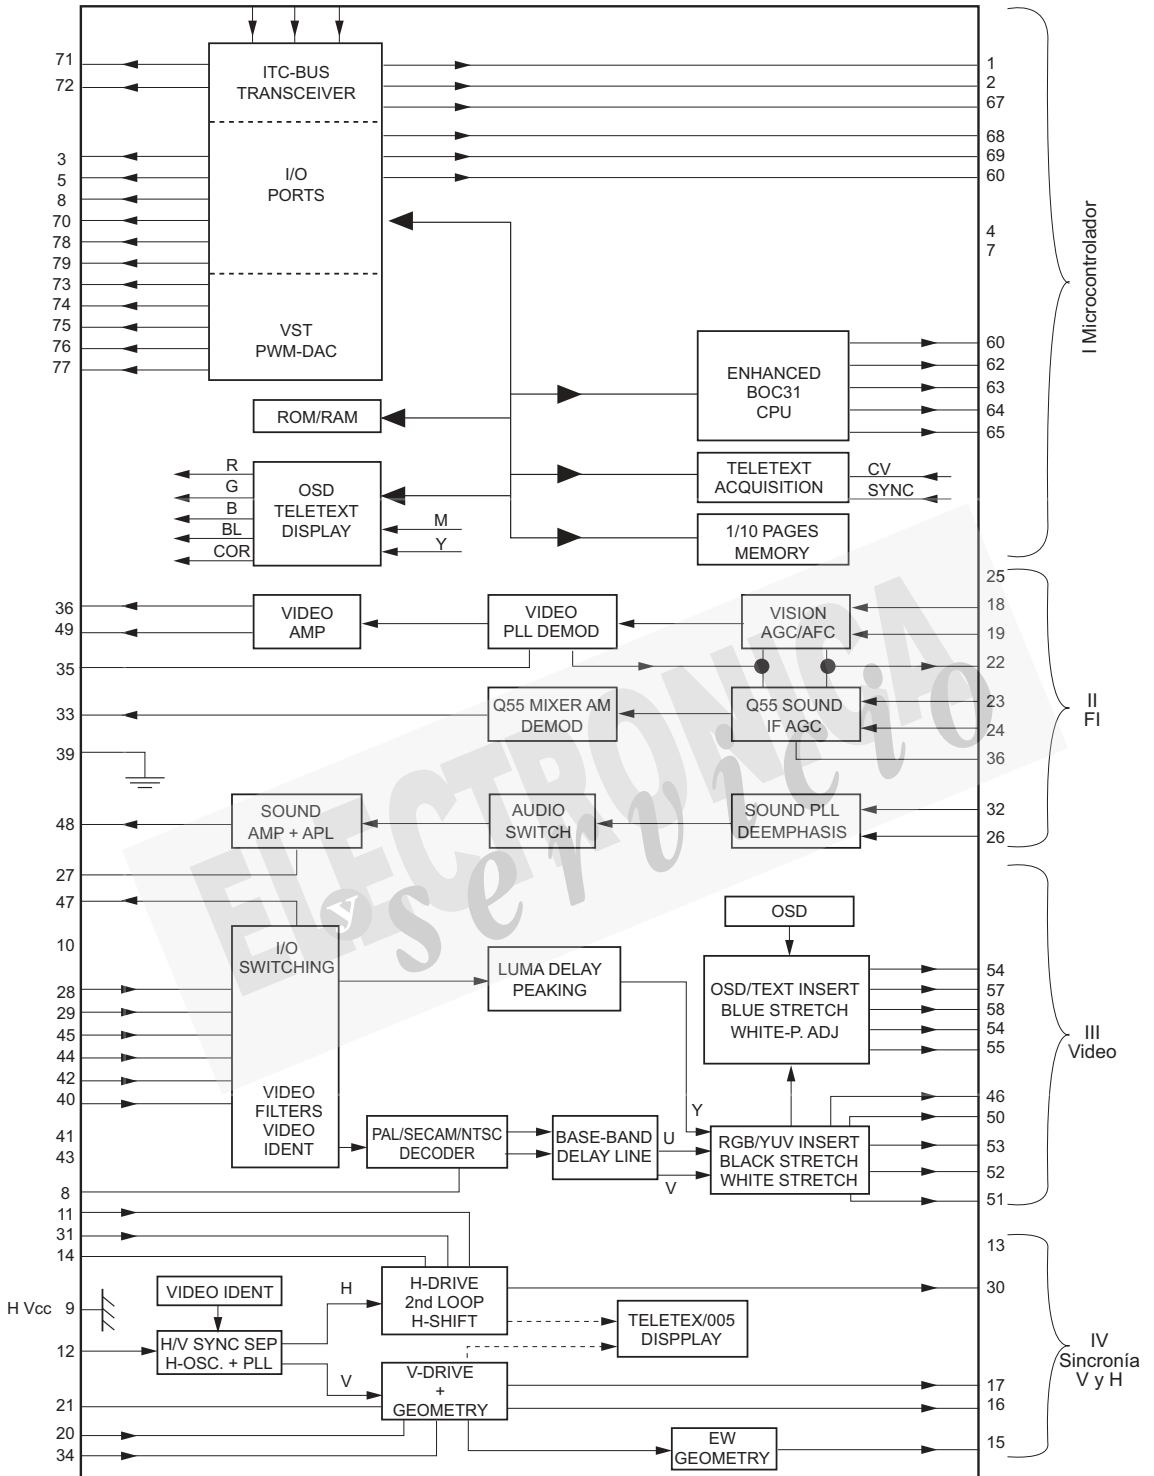 71
72
3
5
8
70
78
79
73
74
75
76
77
ITC-BUS
TRANSCEIVER
I/O
PORTS
VST
PWM-DAC
1
2
67
68
69
60
4
7
ENHANCED
BOC31
CPU
60
62
63
64
65
I Microcontrolador
ROM/RAM
R
G
B
BL
COR
OSD
TELETEXT
DISPLAY
M
Y
TELETEXT
ACQUISITION
CV
SYNC
1/10 PAGES
MEMORY
36
49
35
33
39
48
27
VIDEO
AMP
VIDEO
PLL DEMOD
VISION
AGC/AFC
Q55 MIXER AM
DEMOD
Q55 SOUND
IF AGC
SOUND
AMP + APL
AUDIO
SWITCH
SOUND PLL
DEEMPHASIS
25
18
19
22
23
24
36
32
26
II
FI
ELECTRONICA
y servicio
47
10
28
29
45
44
42
40
41
43
8
I/O
SWITCHING
VIDEO
FILTERS
VIDEO
IDENT
LUMA DELAY
PEAKING
OSD
OSD/TEXT INSERT
BLUE STRETCH
WHITE-P. ADJ
PAL/SECAM/NTSC
DECODER
BASE-BAND
DELAY LINE
Y
U
V
RGB/YUV INSERT
BLACK STRETCH
WHITE STRETCH
54
57
58
54
55
46
50
53
52
51
III
Video
11
31
14
H Vcc 9
12
21
20
34
VIDEO IDENT
H/V SYNC SEP
H-OSC. + PLL
H
V
H-DRIVE
2nd LOOP
H-SHIFT
TELETEX/005
DISPPLAY
V-DRIVE
+
GEOMETRY
EW
GEOMETRY
13
30
17
16
15
IV
Sincronía
V y H